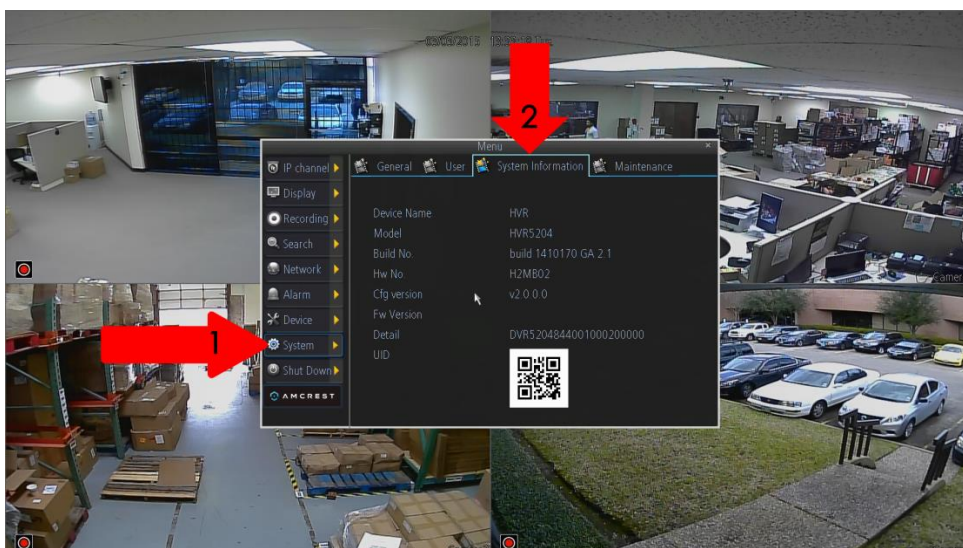 2
Menu ×
IP channel
Display
Recording
Search
Network
Alarm
Device
System
Shut Down
AMCREST
General User System Information Maintenance
Device Name HVR
Model HVR5204
Build No. build 1410170 GA 2.1
Hw No. H2MB02
Cfg version v2.0.0.0
Fw Version
Detail DVR5204844001000200000
UID
1
Camer